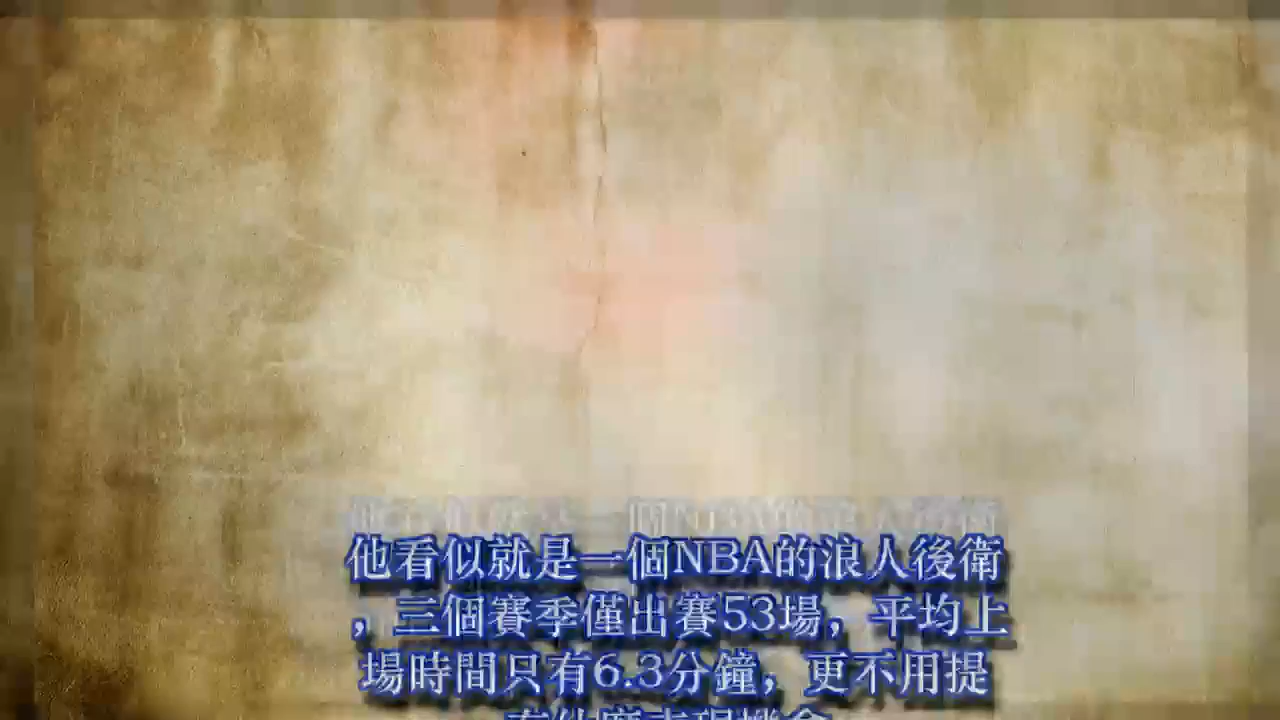 他看似就是一個NBA的浪人後衛
，三個賽季僅出賽53場，平均上
場時間只有6.3分鐘，更不用提